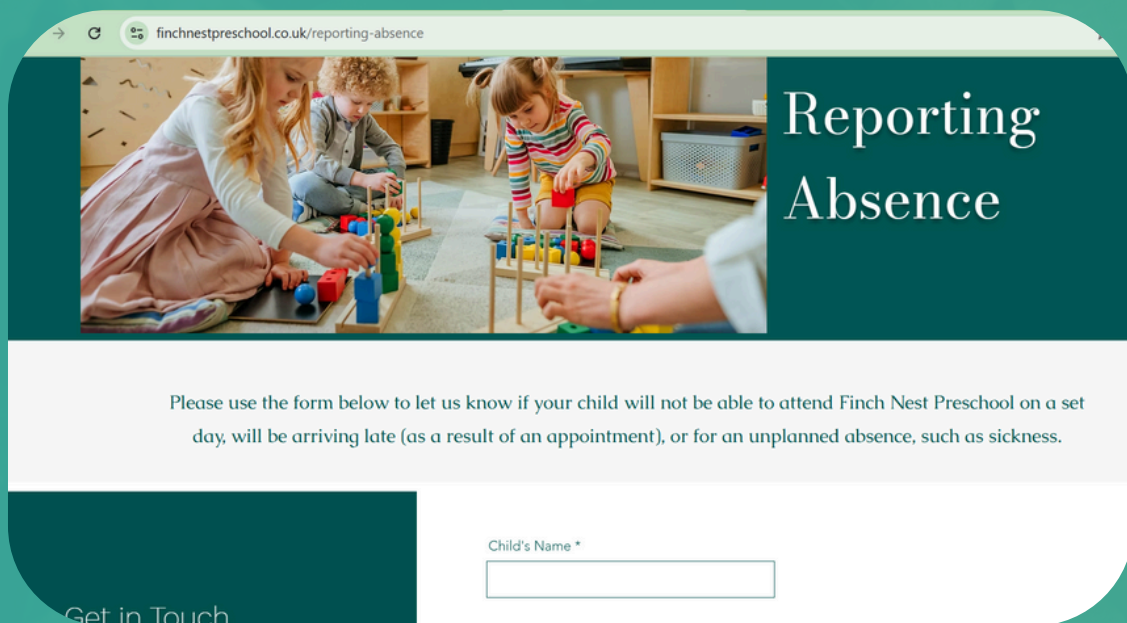 finchnestpreschool.co.uk/reporting-absence
Reporting
Absence
Please use the form below to let us know if your child will not be able to attend Finch Nest Preschool on a set
day, will be arriving late (as a result of an appointment), or for an unplanned absence, such as sickness.
Child's Name *
Get in Touch